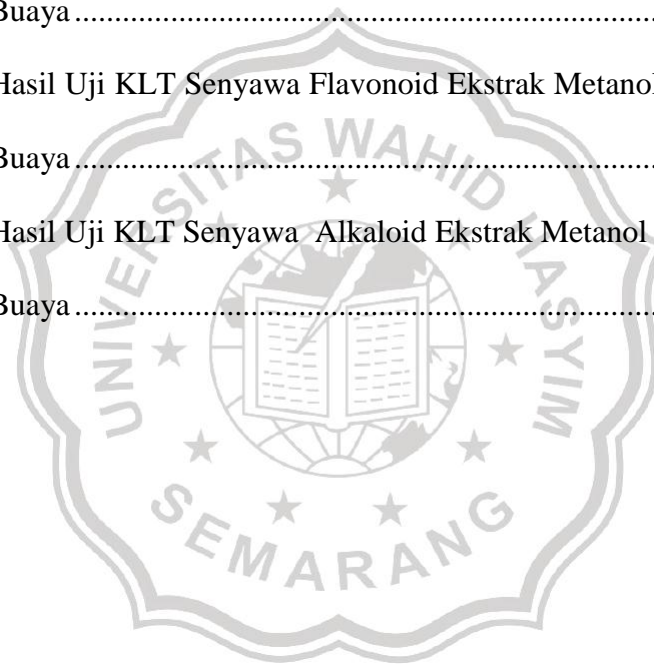 Buaya........................................................................................
Hasil Uji KLT Senyawa Flavonoid Ekstrak Metanol
Buaya........................................................................................
Hasil Uji KLT Senyawa Alkaloid Ekstrak Metanol
Buaya........................................................................................
UNIVERSITAS WAHID HASYIM
SEMARANG